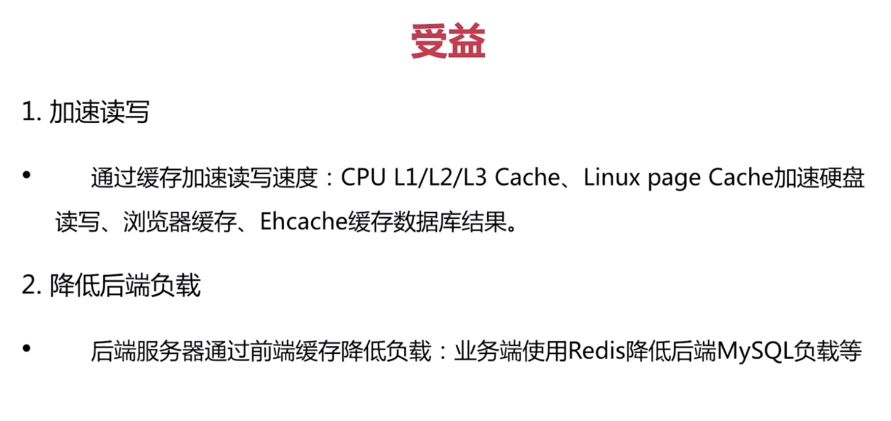 受益
1. 加速读写
• 通过缓存加速读写速度：CPU L1/L2/L3 Cache、Linux page Cache加速硬盘
读写、浏览器缓存、Ehcache缓存数据库结果。
2. 降低后端负载
• 后端服务器通过前端缓存降低负载：业务端使用Redis降低后端MySQL负载等